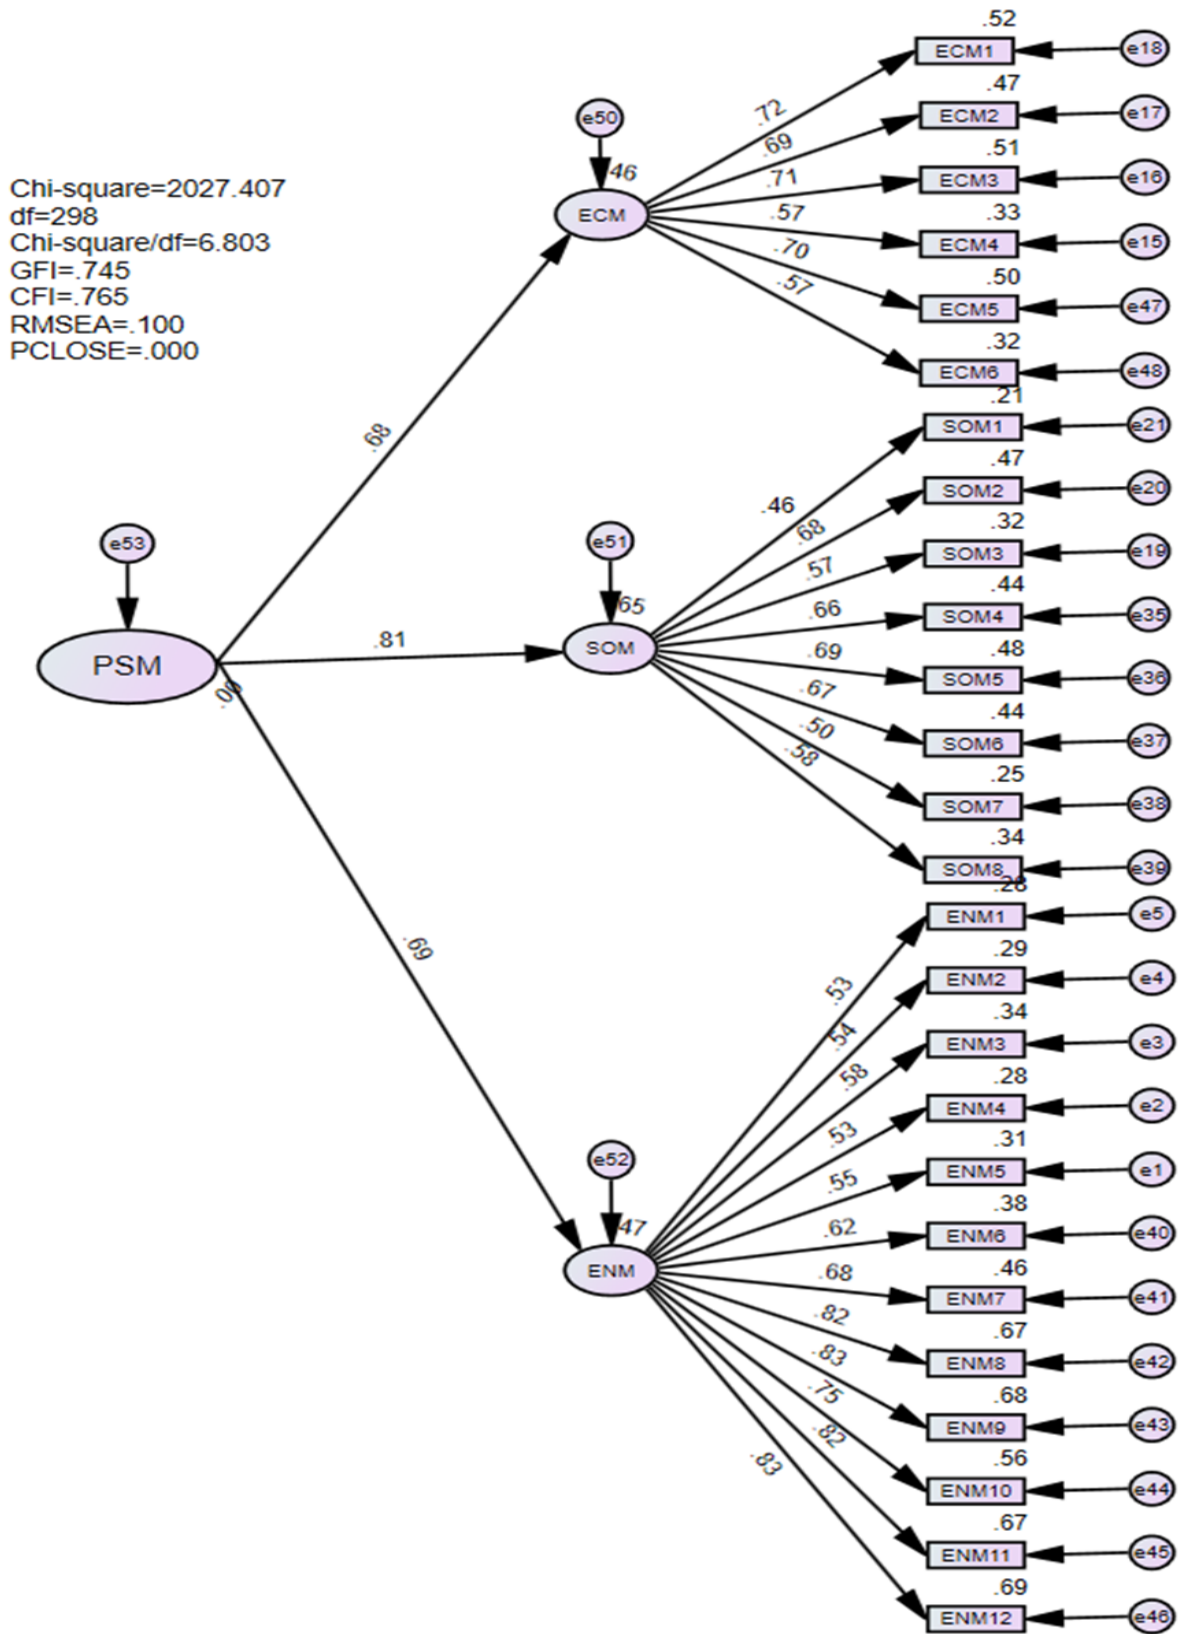 Chi-square=2027.407
df=298
Chi-square/df=6.803
GFI=.745
CFI=.765
RMSEA=.100
PCLOSE=.000
e53
PSM
.00
.68
.81
.69
e50
46
ECM
.72
.69
.71
.57
.70
.57
.52
ECM1
e18
.47
ECM2
e17
.51
ECM3
e16
.33
ECM4
e15
.50
ECM5
e47
.32
ECM6
e48
e51
65
SOM
.46
.68
.57
.66
.69
.67
.50
.58
.21
SOM1
e21
.47
SOM2
e20
.32
SOM3
e19
.44
SOM4
e35
.48
SOM5
e36
.44
SOM6
e37
.25
SOM7
e38
.34
SOM8
e39
e52
47
ENM
.53
.54
.58
.53
.55
.62
.68
.82
.83
.75
.82
.83
.28
ENM1
e5
.29
ENM2
e4
.34
ENM3
e3
.28
ENM4
e2
.31
ENM5
e1
.38
ENM6
e40
.46
ENM7
e41
.67
ENM8
e42
.68
ENM9
e43
.56
ENM10
e44
.67
ENM11
e45
.69
ENM12
e46